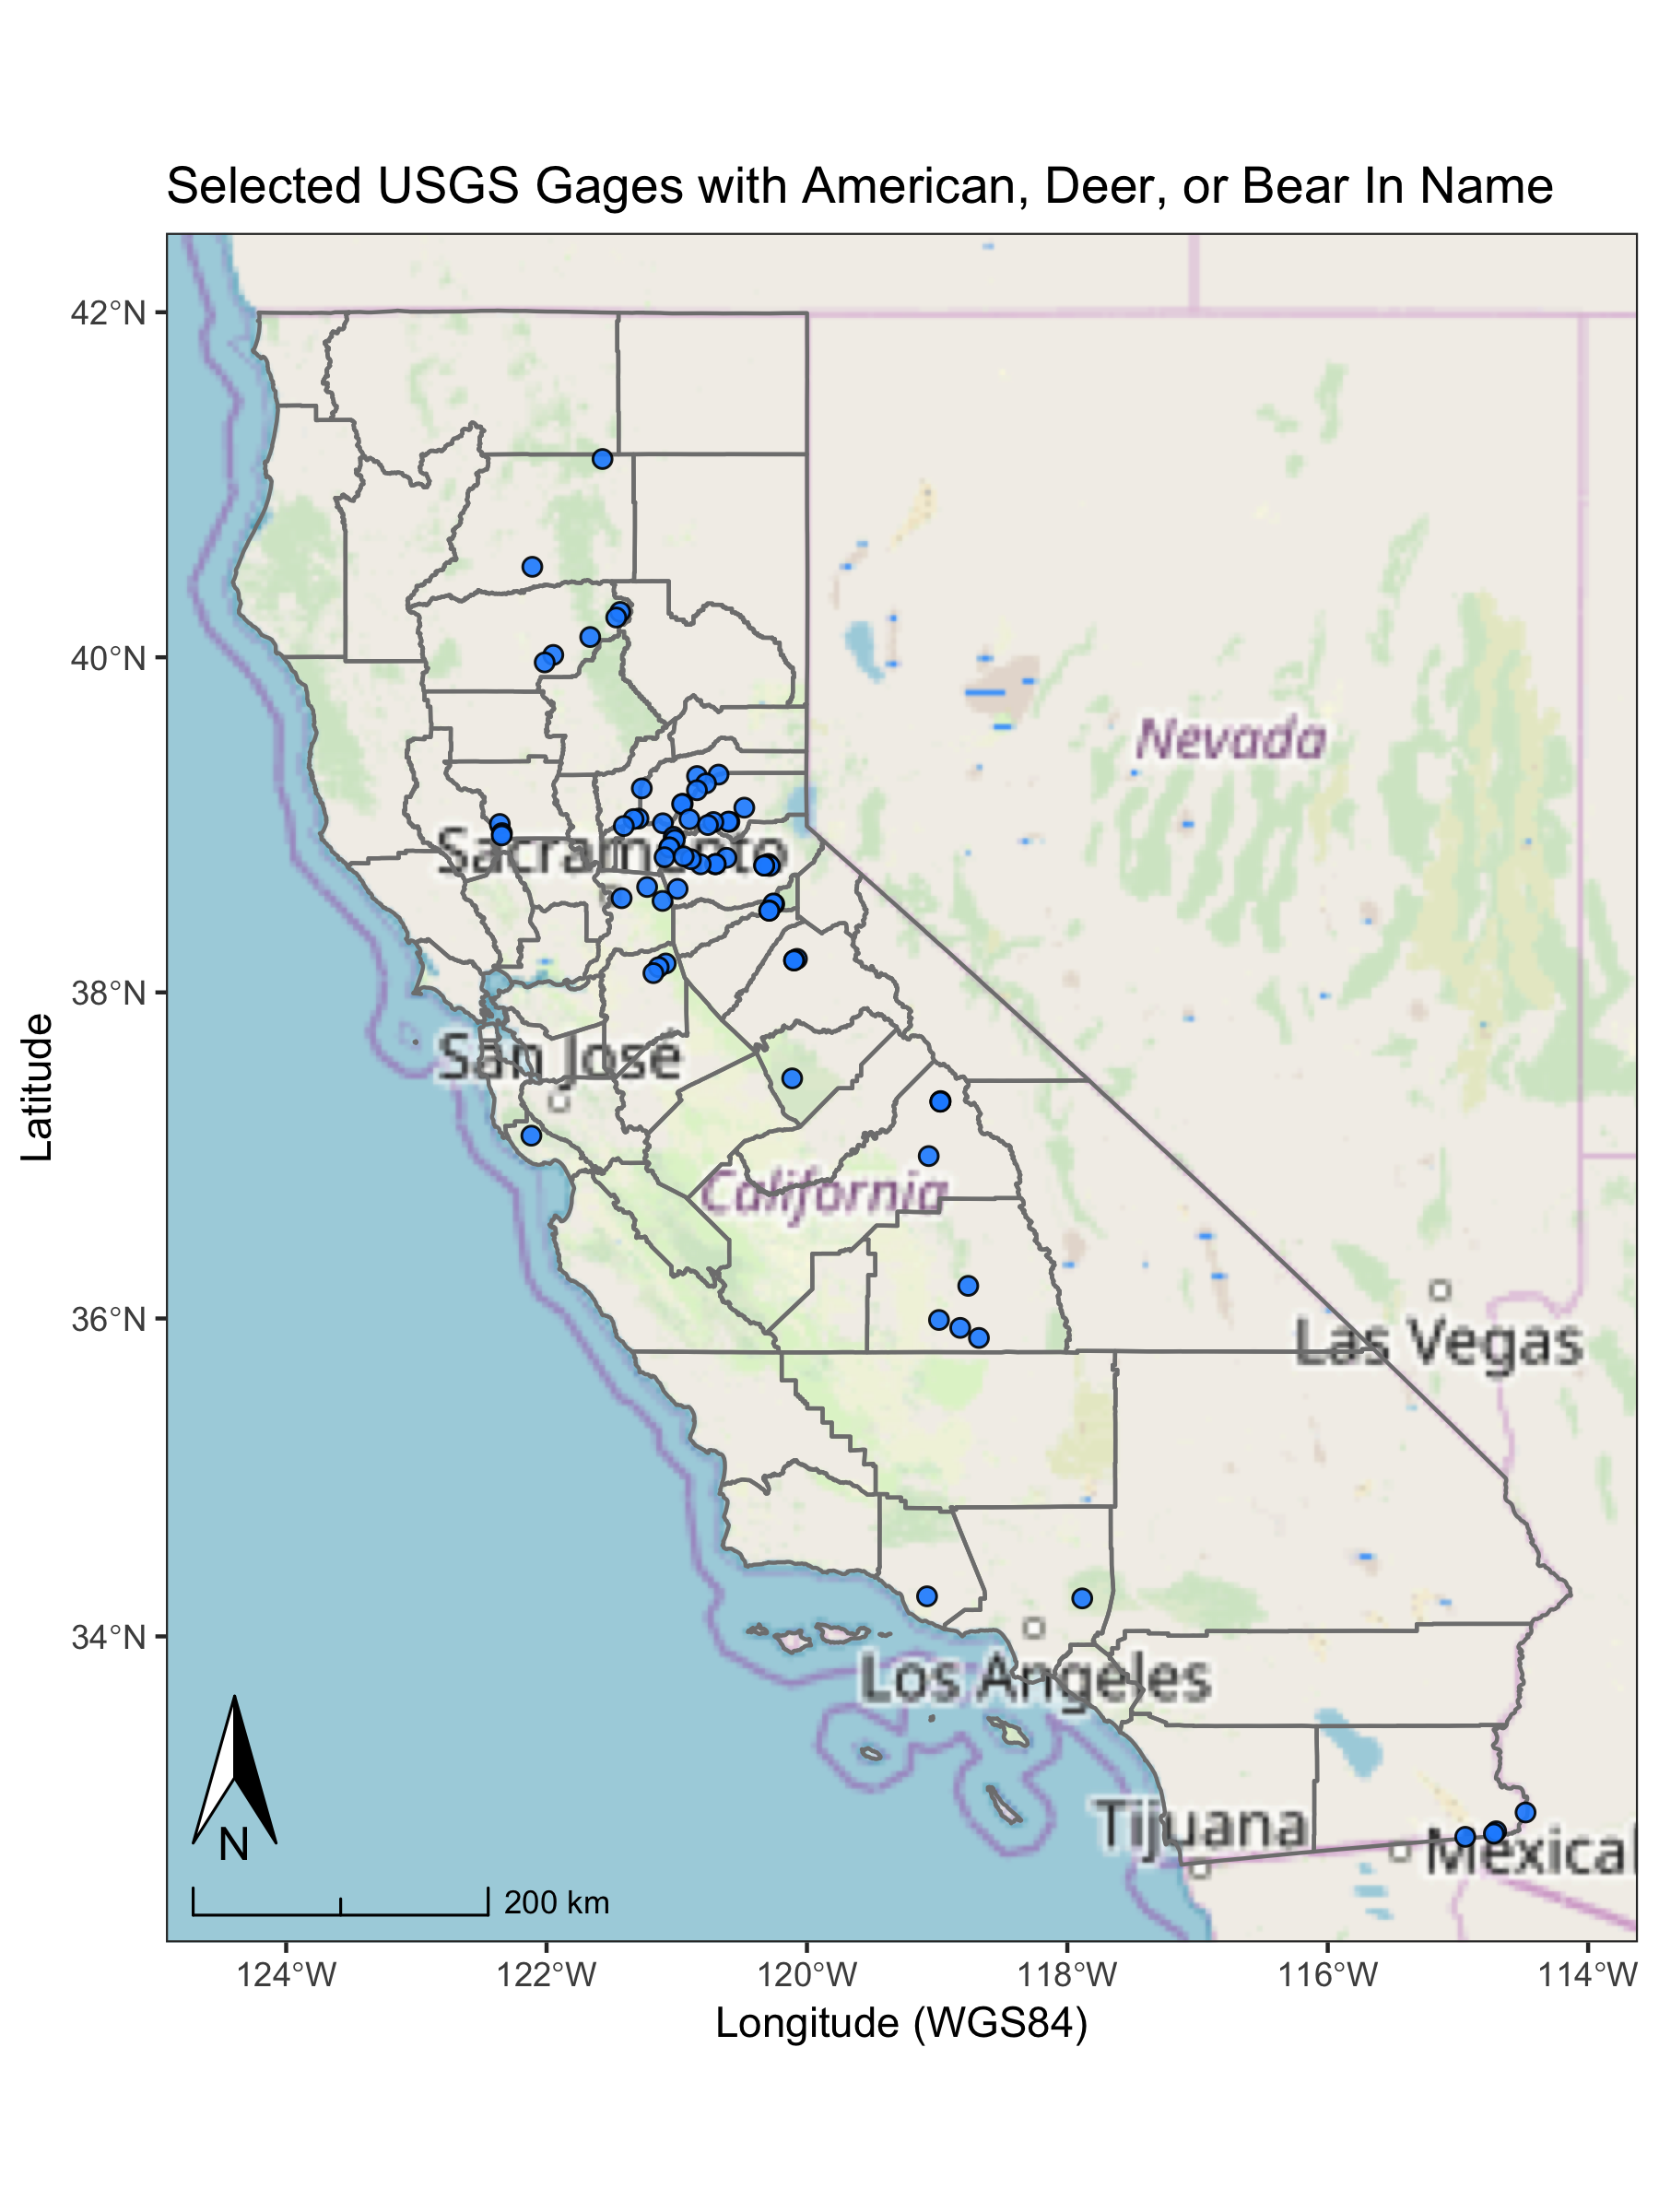 Selected USGS Gages with American, Deer, or Bear In Name
42°N
40°N
38°N
36°N
34°N
Latitude
Nevada
Sacramento
San José
California
Las Vegas
Los Angeles
Tijuana
Mexical
N
200 km
124°W
122°W
120°W
118°W
116°W
114°W
Longitude (WGS84)